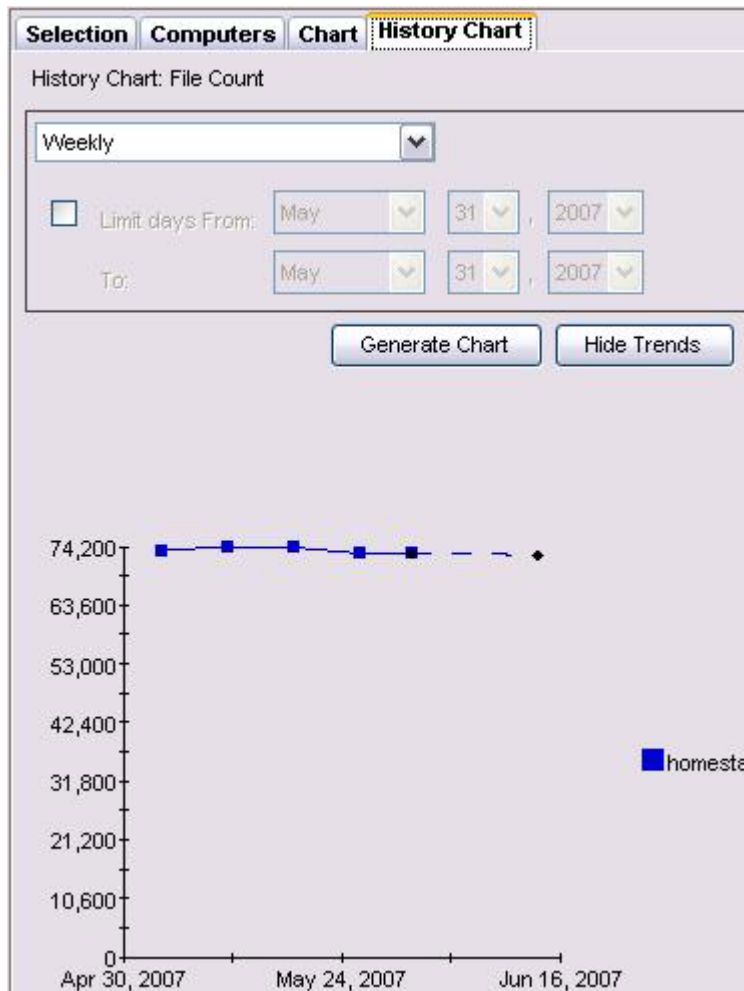 Selection Computers Chart History Chart
History Chart: File Count
Weekly
Limit days From: May 31 , 2007
To: May 31 , 2007
Generate Chart Hide Trends
74,200
63,600
53,000
42,400
31,800
homesta
21,200
10,600
0
Apr 30, 2007 May 24, 2007 Jun 16, 2007